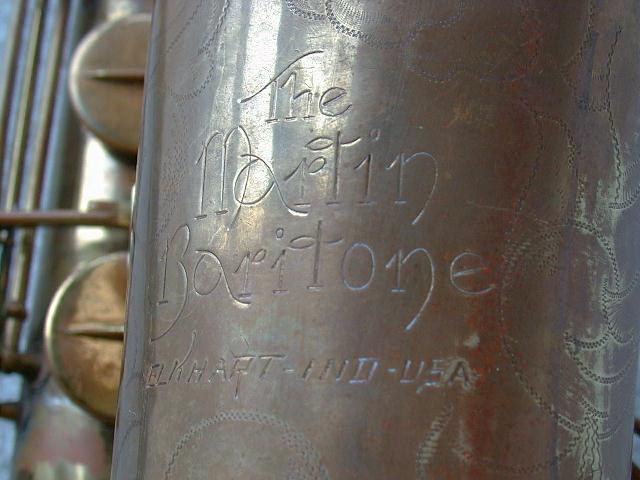 The
Martin
Baritone
ELKHART-IND-USA